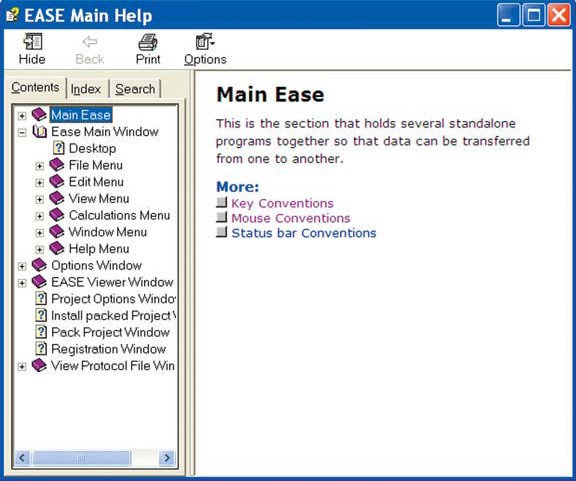 EASE Main Help
Hide Back Print Options
Contents Index Search
Main Ease
Ease Main Window
Desktop
File Menu
Edit Menu
View Menu
Calculations Menu
Window Menu
Help Menu
Options Window
EASE Viewer Window
Project Options Windo
Install packed Project
Pack Project Window
Registration Window
View Protocol File Win
Main Ease
This is the section that holds several standalone
programs together so that data can be transferred
from one to another.
More:
Key Conventions
Mouse Conventions
Status bar Conventions